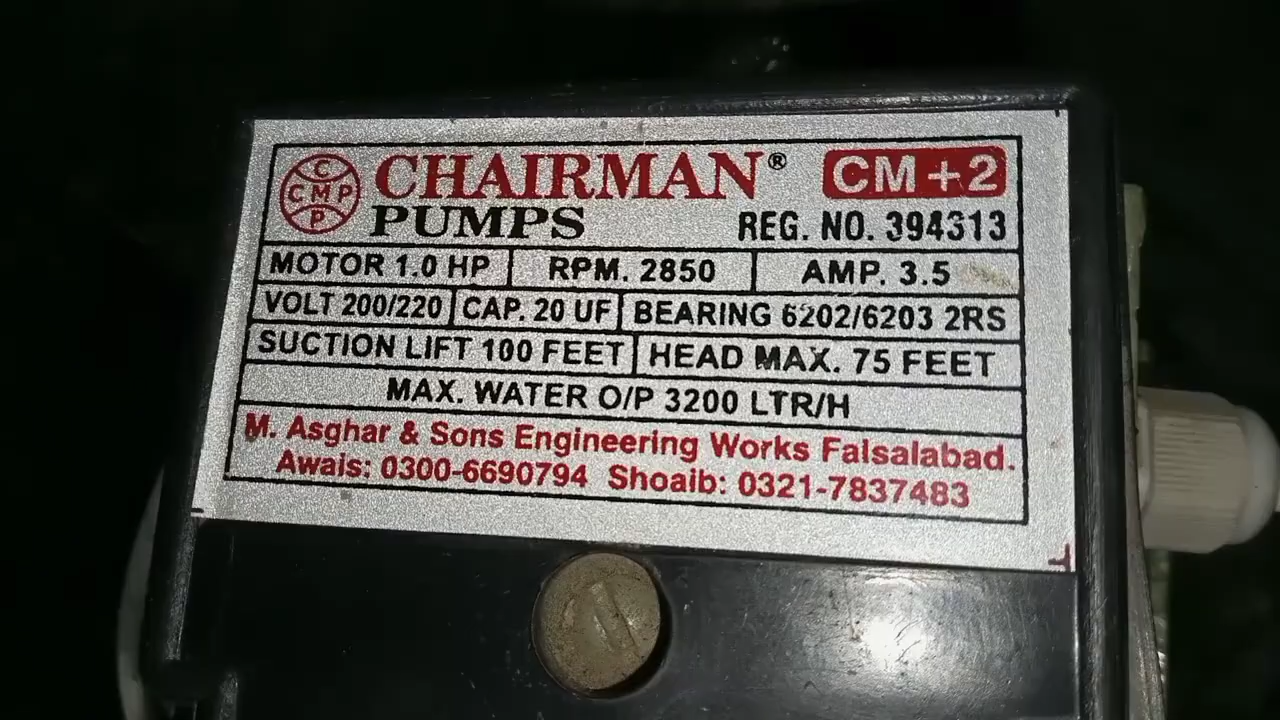 C
CMP
P
CHAIRMAN® CM+2
PUMPS REG. NO. 394313
MOTOR 1.0 HP RPM. 2850 AMP. 3.5
VOLT 200/220 CAP. 20 UF BEARING 6202/6203 2RS
SUCTION LIFT 100 FEET HEAD MAX. 75 FEET
MAX. WATER O/P 3200 LTR/H
M. Asghar & Sons Engineering Works Falsalabad.
Awais: 0300-6690794 Shoaib: 0321-7837483